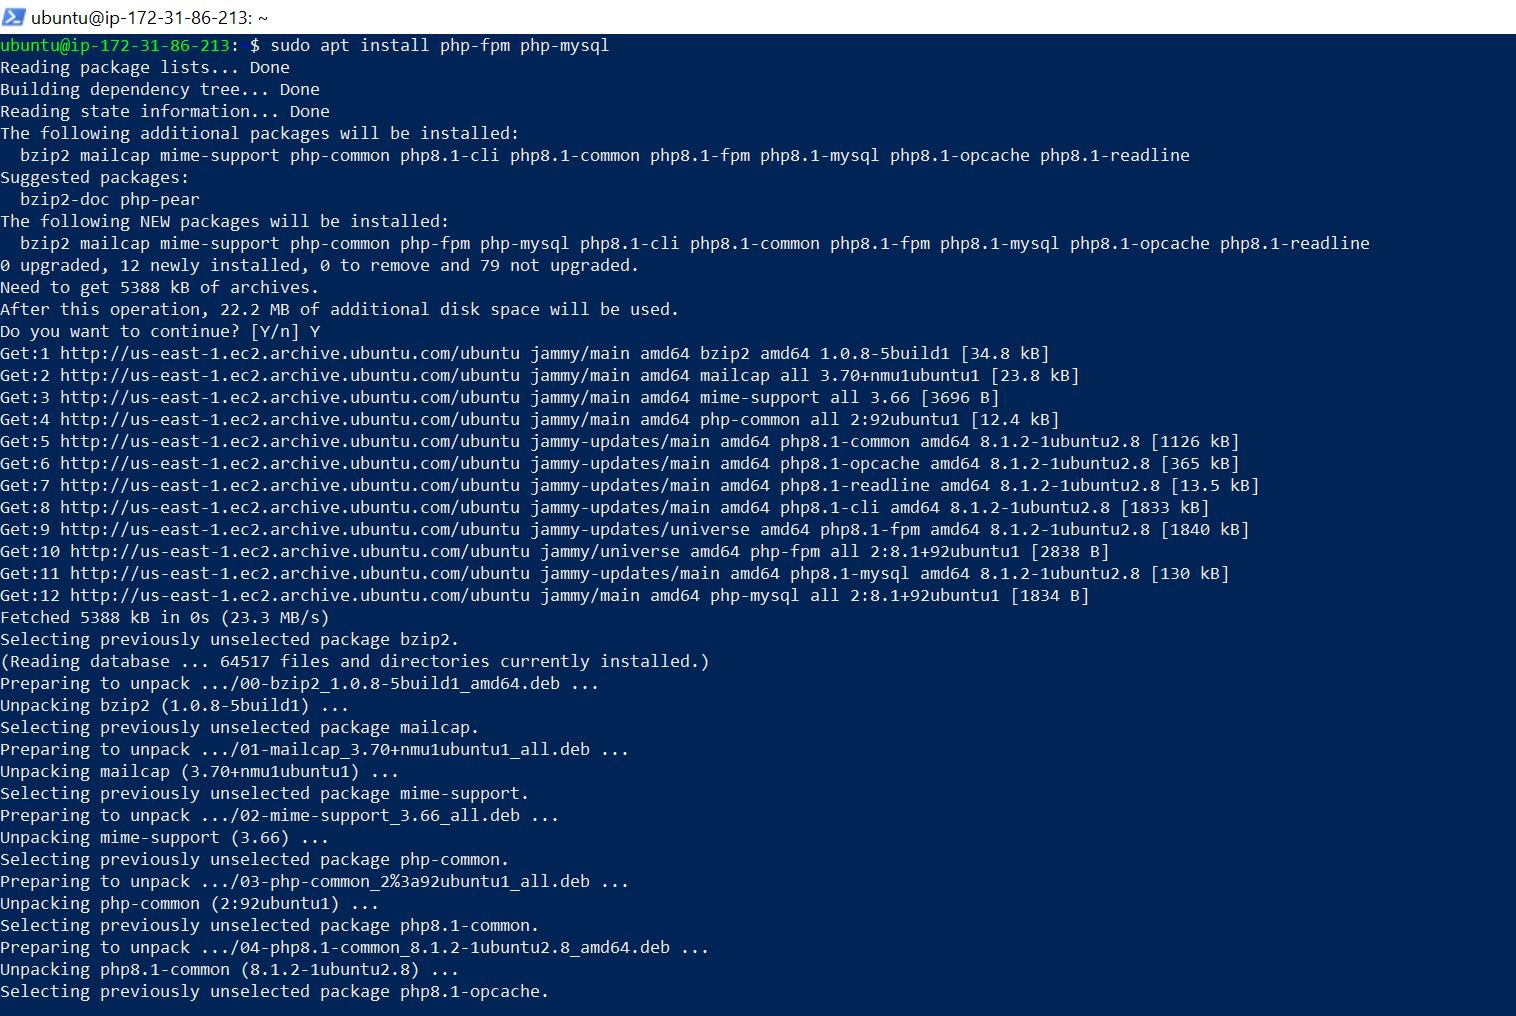 ubuntu@ip-172-31-86-213: ~
ubuntu@ip-172-31-86-213:~$ sudo apt install php-fpm php-mysql
Reading package lists... Done
Building dependency tree... Done
Reading state information... Done
The following additional packages will be installed:
  bzip2 mailcap mime-support php-common php8.1-cli php8.1-common php8.1-fpm php8.1-mysql php8.1-opcache php8.1-readline
Suggested packages:
  bzip2-doc php-pear
The following NEW packages will be installed:
  bzip2 mailcap mime-support php-common php-fpm php-mysql php8.1-cli php8.1-common php8.1-fpm php8.1-mysql php8.1-opcache php8.1-readline
0 upgraded, 12 newly installed, 0 to remove and 79 not upgraded.
Need to get 5388 kB of archives.
After this operation, 22.2 MB of additional disk space will be used.
Do you want to continue? [Y/n] Y
Get:1 http://us-east-1.ec2.archive.ubuntu.com/ubuntu jammy/main amd64 bzip2 amd64 1.0.8-5build1 [34.8 kB]
Get:2 http://us-east-1.ec2.archive.ubuntu.com/ubuntu jammy/main amd64 mailcap all 3.70+nmu1ubuntu1 [23.8 kB]
Get:3 http://us-east-1.ec2.archive.ubuntu.com/ubuntu jammy/main amd64 mime-support all 3.66 [3696 B]
Get:4 http://us-east-1.ec2.archive.ubuntu.com/ubuntu jammy/main amd64 php-common all 2:92ubuntu1 [12.4 kB]
Get:5 http://us-east-1.ec2.archive.ubuntu.com/ubuntu jammy-updates/main amd64 php8.1-common amd64 8.1.2-1ubuntu2.8 [1126 kB]
Get:6 http://us-east-1.ec2.archive.ubuntu.com/ubuntu jammy-updates/main amd64 php8.1-opcache amd64 8.1.2-1ubuntu2.8 [365 kB]
Get:7 http://us-east-1.ec2.archive.ubuntu.com/ubuntu jammy-updates/main amd64 php8.1-readline amd64 8.1.2-1ubuntu2.8 [13.5 kB]
Get:8 http://us-east-1.ec2.archive.ubuntu.com/ubuntu jammy-updates/main amd64 php8.1-cli amd64 8.1.2-1ubuntu2.8 [1833 kB]
Get:9 http://us-east-1.ec2.archive.ubuntu.com/ubuntu jammy-updates/universe amd64 php8.1-fpm amd64 8.1.2-1ubuntu2.8 [1840 kB]
Get:10 http://us-east-1.ec2.archive.ubuntu.com/ubuntu jammy/universe amd64 php-fpm all 2:8.1+92ubuntu1 [2838 B]
Get:11 http://us-east-1.ec2.archive.ubuntu.com/ubuntu jammy-updates/main amd64 php8.1-mysql amd64 8.1.2-1ubuntu2.8 [130 kB]
Get:12 http://us-east-1.ec2.archive.ubuntu.com/ubuntu jammy/main amd64 php-mysql all 2:8.1+92ubuntu1 [1834 B]
Fetched 5388 kB in 0s (23.3 MB/s)
Selecting previously unselected package bzip2.
(Reading database ... 64517 files and directories currently installed.)
Preparing to unpack .../00-bzip2_1.0.8-5build1_amd64.deb ...
Unpacking bzip2 (1.0.8-5build1) ...
Selecting previously unselected package mailcap.
Preparing to unpack .../01-mailcap_3.70+nmu1ubuntu1_all.deb ...
Unpacking mailcap (3.70+nmu1ubuntu1) ...
Selecting previously unselected package mime-support.
Preparing to unpack .../02-mime-support_3.66_all.deb ...
Unpacking mime-support (3.66) ...
Selecting previously unselected package php-common.
Preparing to unpack .../03-php-common_2%3a92ubuntu1_all.deb ...
Unpacking php-common (2:92ubuntu1) ...
Selecting previously unselected package php8.1-common.
Preparing to unpack .../04-php8.1-common_8.1.2-1ubuntu2.8_amd64.deb ...
Unpacking php8.1-common (8.1.2-1ubuntu2.8) ...
Selecting previously unselected package php8.1-opcache.